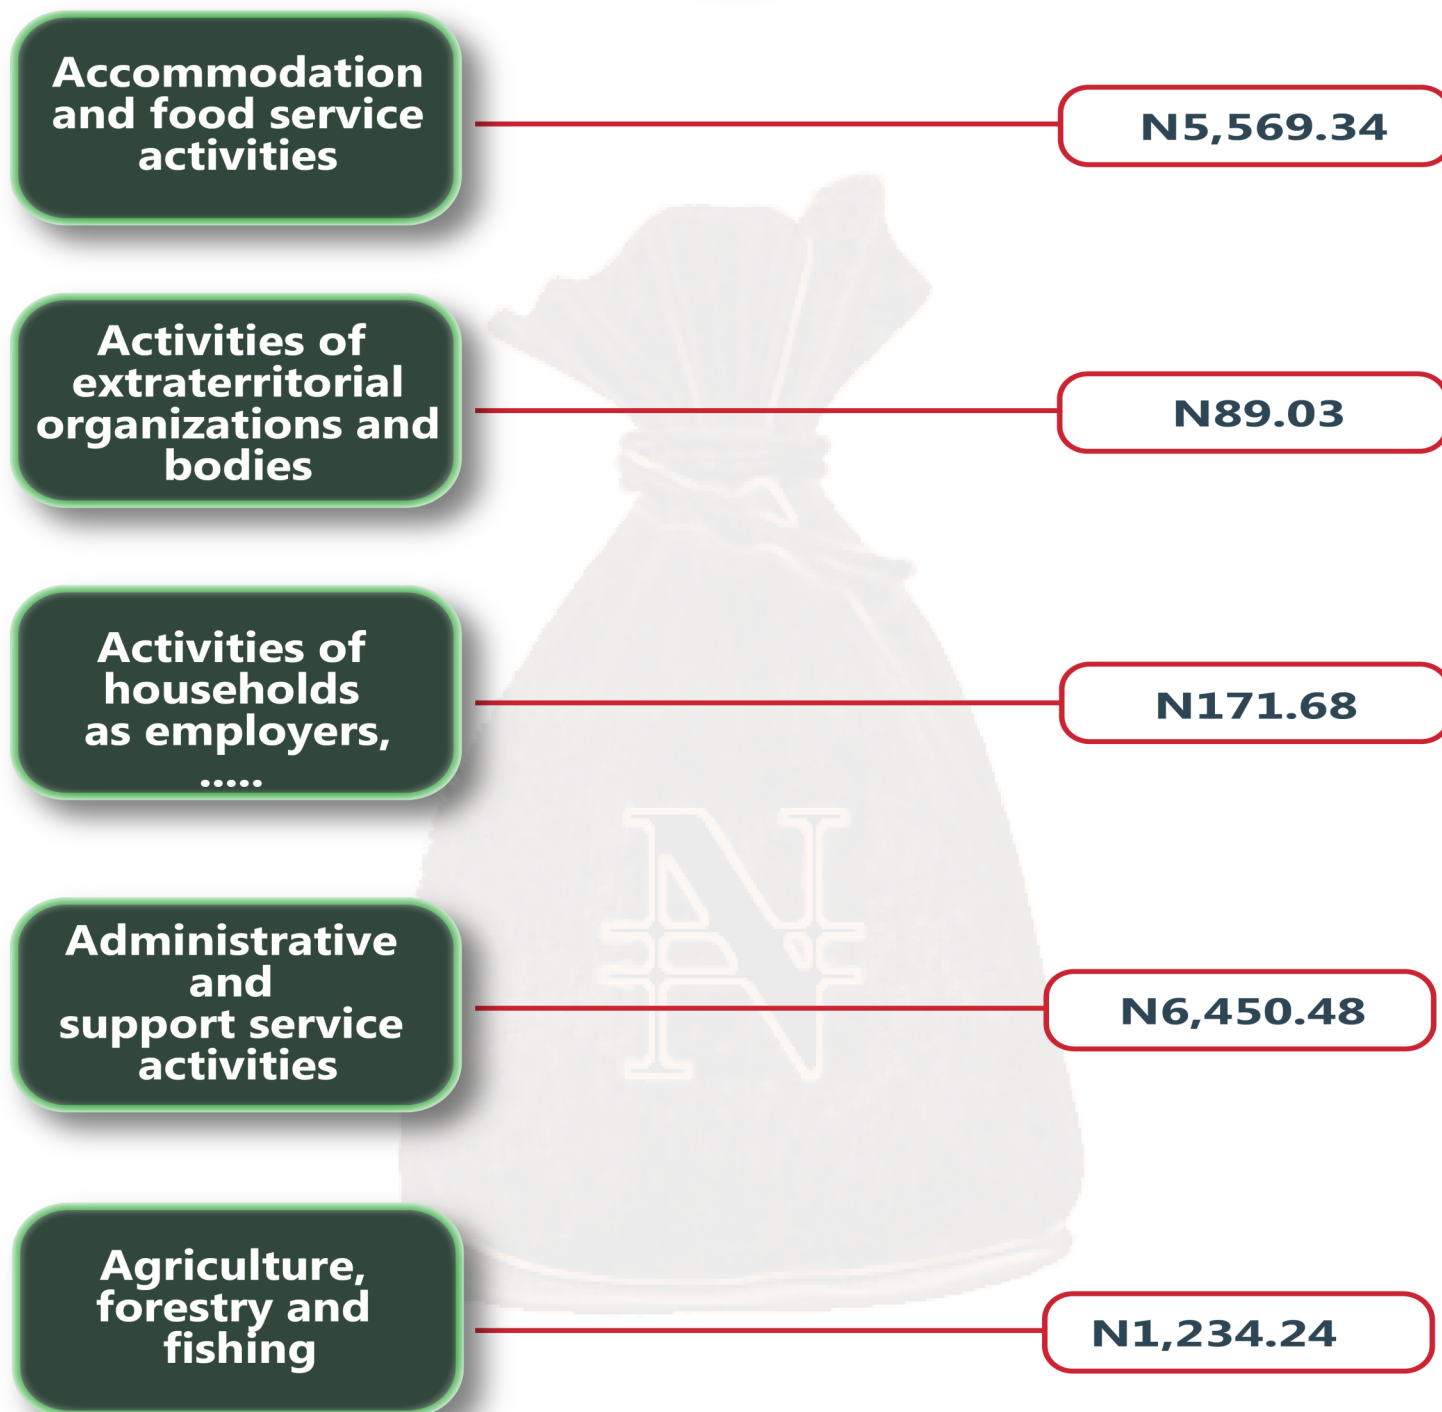 Accommodation
and food service
activities
N5,569.34
Activities of
extraterritorial
organizations and
bodies
N89.03
Activities of
households
as employers,
.....
N171.68
Administrative
and
support service
activities
N6,450.48
Agriculture,
forestry and
fishing
N1,234.24
₦